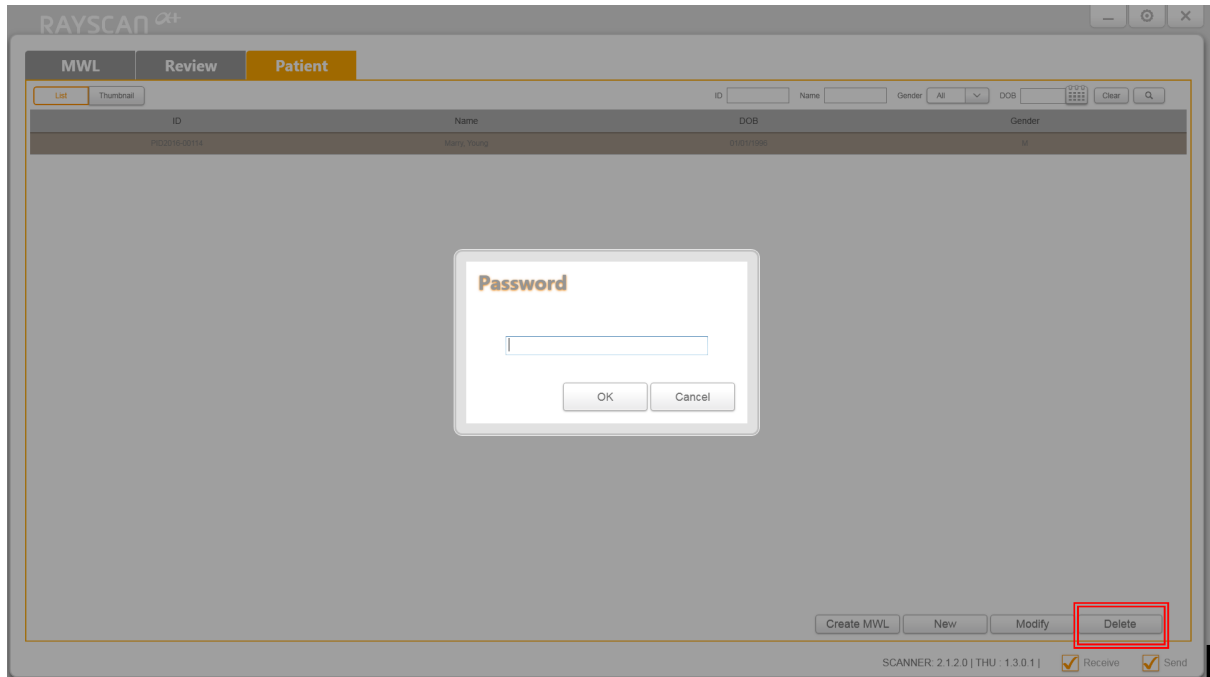 RAYSCAN α+
MWL Review Patient
List Thumbnail ID Name Gender All DOB Clear
ID Name DOB Gender
M
Password
OK Cancel
Create MWL New Modify Delete
SCANNER: 2.1.2.0 | THU : 1.3.0.1 | Receive Send